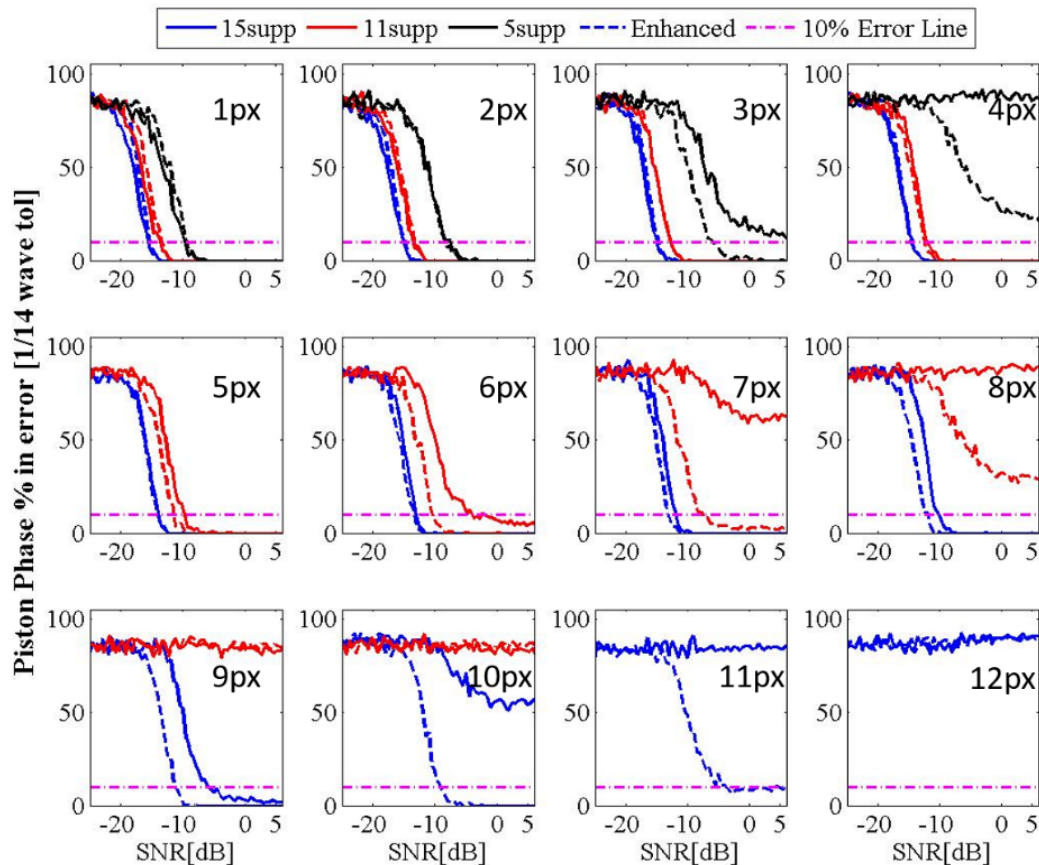 15supp 11supp 5supp Enhanced 10% Error Line
Piston Phase % in error [1/14 wave tol]
100 100 100 100
1px 2px 3px 4px
50 50 50 50
0 0 0 0
-20 -10 0 5 -20 -10 0 5 -20 -10 0 5 -20 -10 0 5
100 100 100 100
5px 6px 7px 8px
50 50 50 50
0 0 0 0
-20 -10 0 5 -20 -10 0 5 -20 -10 0 5 -20 -10 0 5
100 100 100 100
9px 10px 11px 12px
50 50 50 50
0 0 0 0
-20 -10 0 5 -20 -10 0 5 -20 -10 0 5 -20 -10 0 5
SNR[dB] SNR[dB] SNR[dB] SNR[dB]